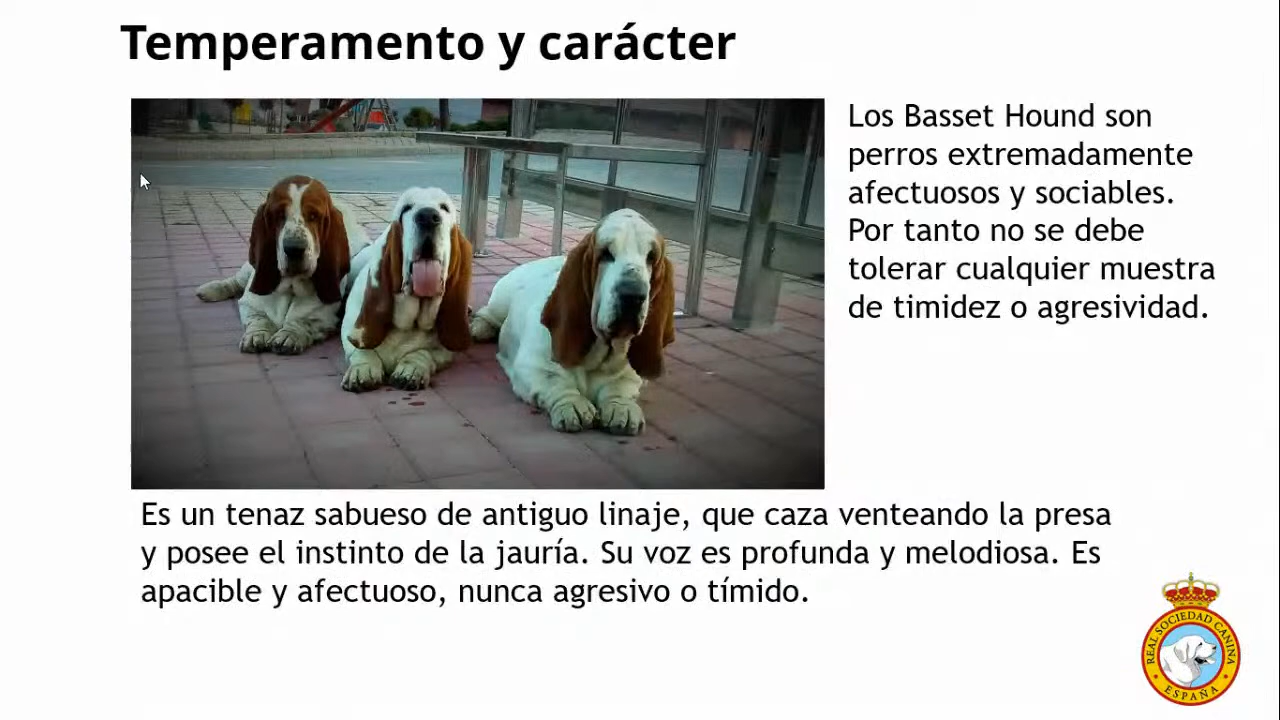 Temperamento y carácter
Los Basset Hound son
perros extremadamente
afectuosos y sociables.
Por tanto no se debe
tolerar cualquier muestra
de timidez o agresividad.
Es un tenaz sabueso de antiguo linaje, que caza venteando la presa
y posee el instinto de la jauría. Su voz es profunda y melodiosa. Es
apacible y afectuoso, nunca agresivo o tímido.
REAL SOCIEDAD CANINA
ESPAÑA